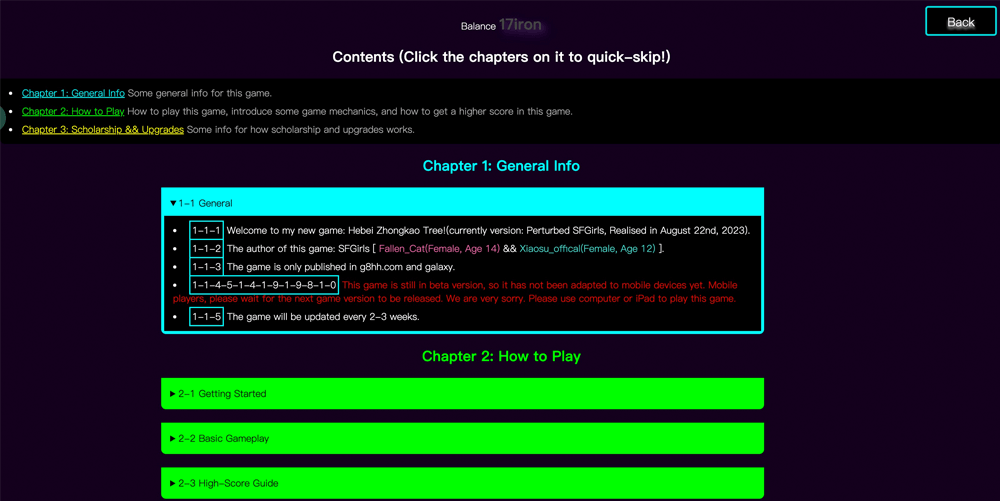 Balance 17iron
Back
Contents (Click the chapters on it to quick-skip!)
Chapter 1: General Info Some general info for this game.
Chapter 2: How to Play How to play this game, introduce some game mechanics, and how to get a higher score in this game.
Chapter 3: Scholarship && Upgrades Some info for how scholarship and upgrades works.
Chapter 1: General Info
▼1-1 General
1-1-1 Welcome to my new game: Hebei Zhongkao Tree!(currently version: Perturbed SFGirls, Realised in August 22nd, 2023).
1-1-2 The author of this game: SFGirls [ Fallen_Cat(Female, Age 14) && Xiaosu_offical(Female, Age 12) ].
1-1-3 The game is only published in g8hh.com and galaxy.
1-1-4-5-1-4-1-9-1-9-8-1-0 This game is still in beta version, so it has not been adapted to mobile devices yet. Mobile
players, please wait for the next game version to be released. We are very sorry. Please use computer or iPad to play this game.
1-1-5 The game will be updated every 2-3 weeks.
Chapter 2: How to Play
▶2-1 Getting Started
▶2-2 Basic Gameplay
▶2-3 High-Score Guide